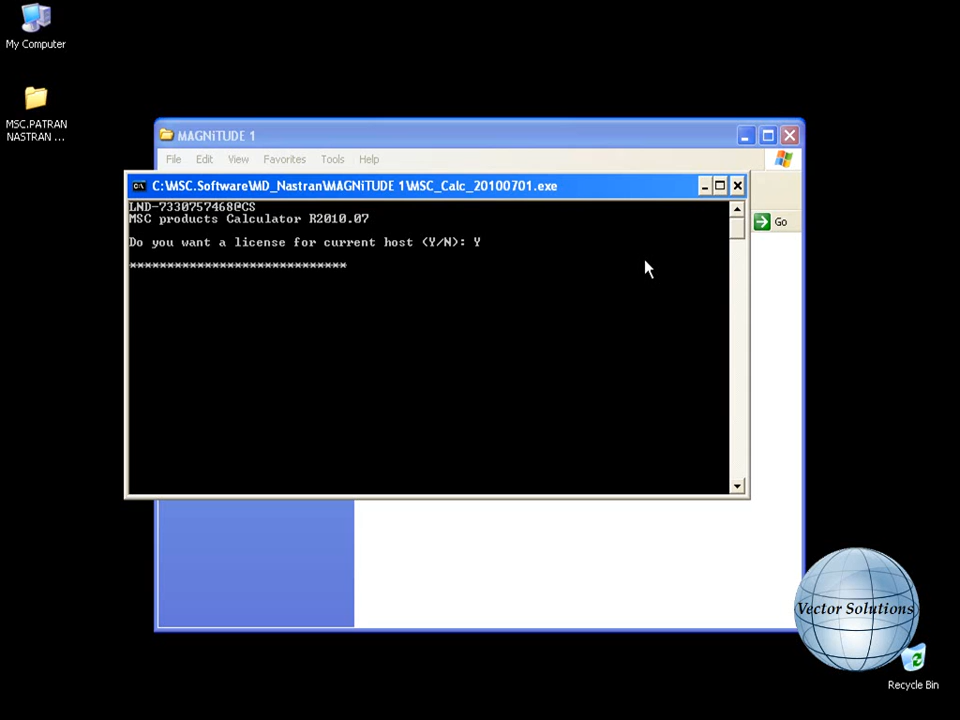 My Computer
MSC.PATRAN
NASTRAN ...
MAGNiTUDE 1
File Edit View Favorites Tools Help
C:\MSC.Software\MD_Nastran\MAGNiTUDE 1\MSC_Calc_20100701.exe
Go
LND-7330757468@CS
MSC products Calculator R2010.07
Do you want a license for current host (Y/N): Y
*****************************
Vector Solutions
Recycle Bin